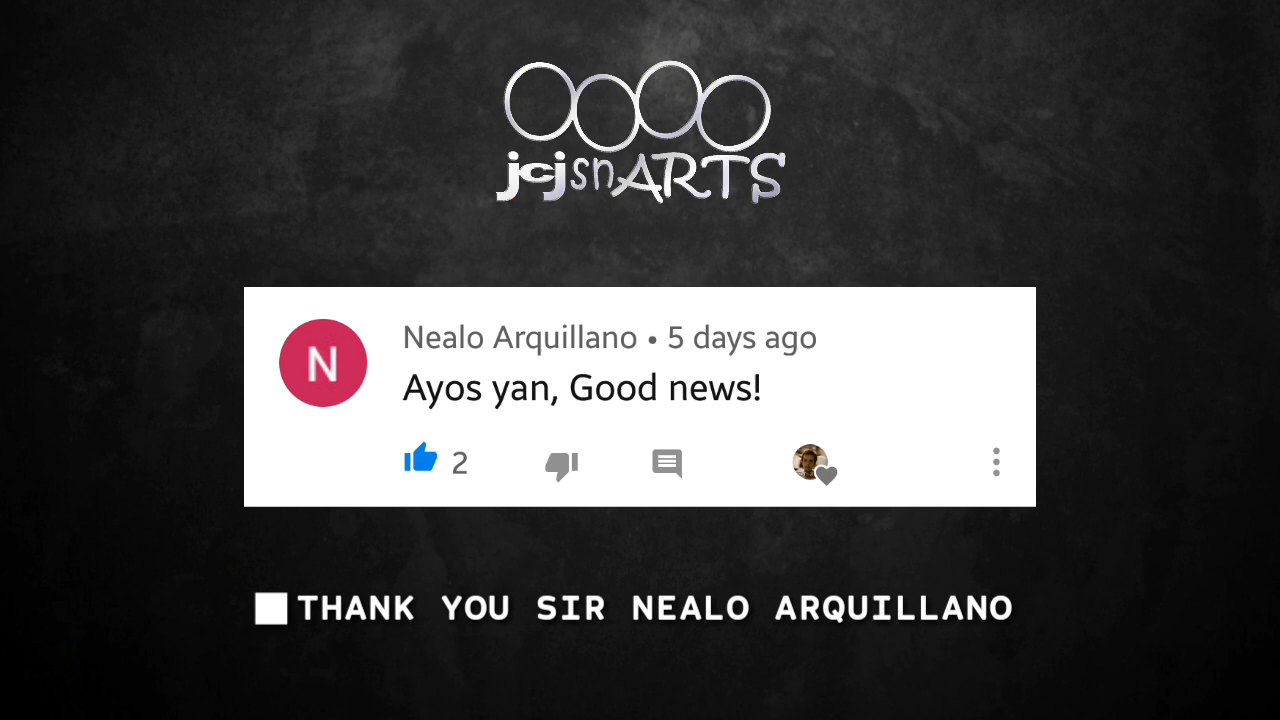 jcjsnARTS
N
Nealo Arquillano • 5 days ago
Ayos yan, Good news!
2
THANK YOU SIR NEALO ARQUILLANO